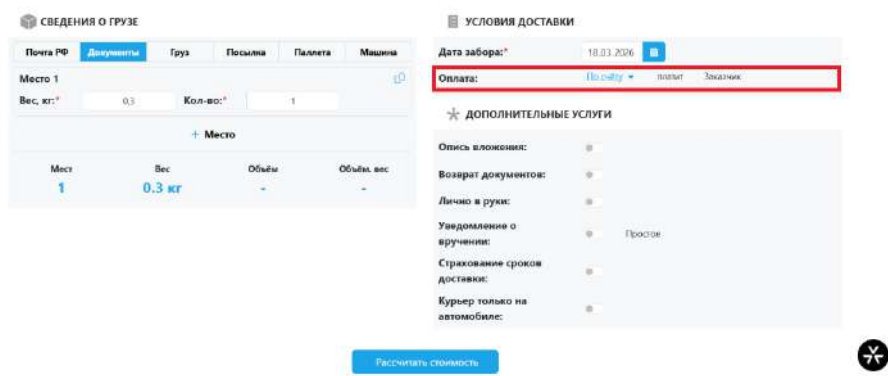 СВЕДЕНИЯ О ГРУЗЕ
Почта РФ Документы Груз Посылка Паллета Машина
Место 1
Вес, кг:* 0,3 Кол-во:* 1
+ Место
Мест Вес Объём Объём. вес
1 0.3 кг - -
УСЛОВИЯ ДОСТАВКИ
Дата забора:* 18.03.2026
Оплата: По счёту платит Заказчик
ДОПОЛНИТЕЛЬНЫЕ УСЛУГИ
Опись вложения:
Возврат документов:
Лично в руки:
Уведомление о
вручении: Простое
Страхование сроков
доставки:
Курьер только на
автомобиле:
Рассчитать стоимость